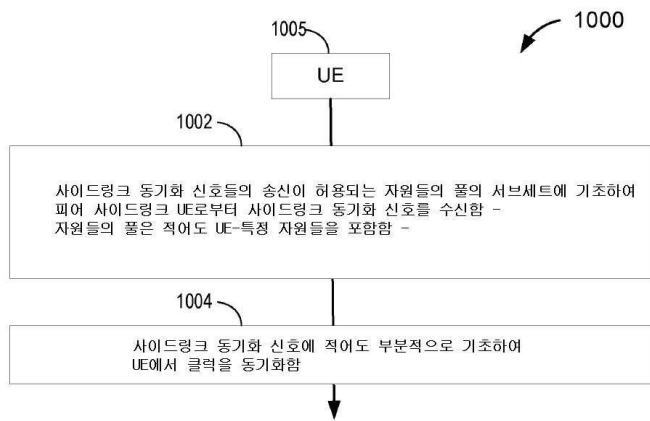 1005
1000
UE
1002
사이드링크 동기화 신호들의 송신이 허용되는 자원들의 풀의 서브세트에 기초하여
피어 사이드링크 UE로부터 사이드링크 동기화 신호를 수신함 -
자원들의 풀은 적어도 UE-특정 자원들을 포함함 -
1004
사이드링크 동기화 신호에 적어도 부분적으로 기초하여
UE에서 클럭을 동기화함